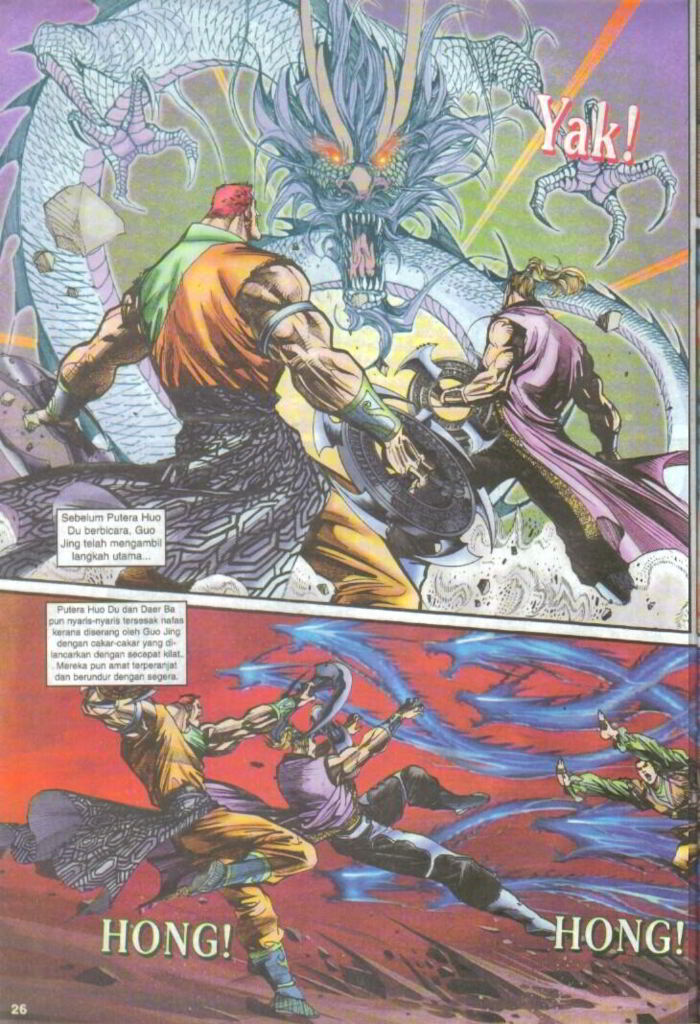 Yak!
Sebelum Putera Huo
Du berbicara, Guo
Jing telah mengambil
langkah utama...
Putera Huo Du dan Daer Ba
pun nyaris-nyaris tersesak nafas
kerana diserang oleh Guo Jing
dengan cakar-cakar yang di-
lancarkan dengan secepat kilat.
Mereka pun amat terperanjat
dan berundur dengan segera.
HONG!
HONG!
26